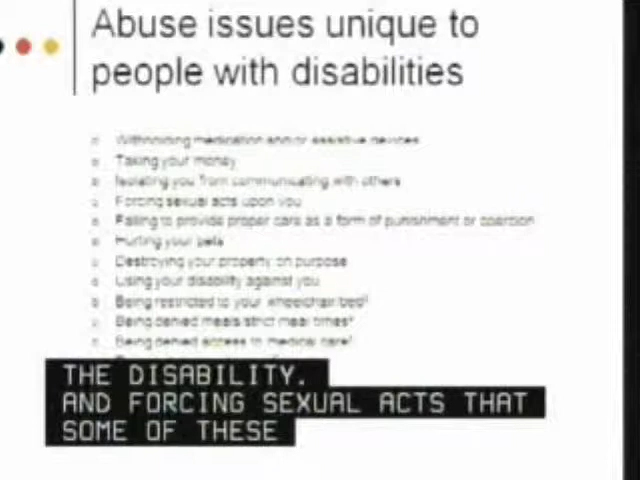 Abuse issues unique to
people with disabilities
Withholding medication and/or assistive devices
Taking your money
Isolating you from communicating with others
Forcing sexual acts upon you
Failing to provide proper care as a form of punishment or coercion
Hurting your pets
Destroying your property on purpose
Using your disability against you
Being restricted to your wheelchair bed*
Being denied meals strict meal times*
Being denied access to medical care*
THE DISABILITY.
AND FORCING SEXUAL ACTS THAT
SOME OF THESE